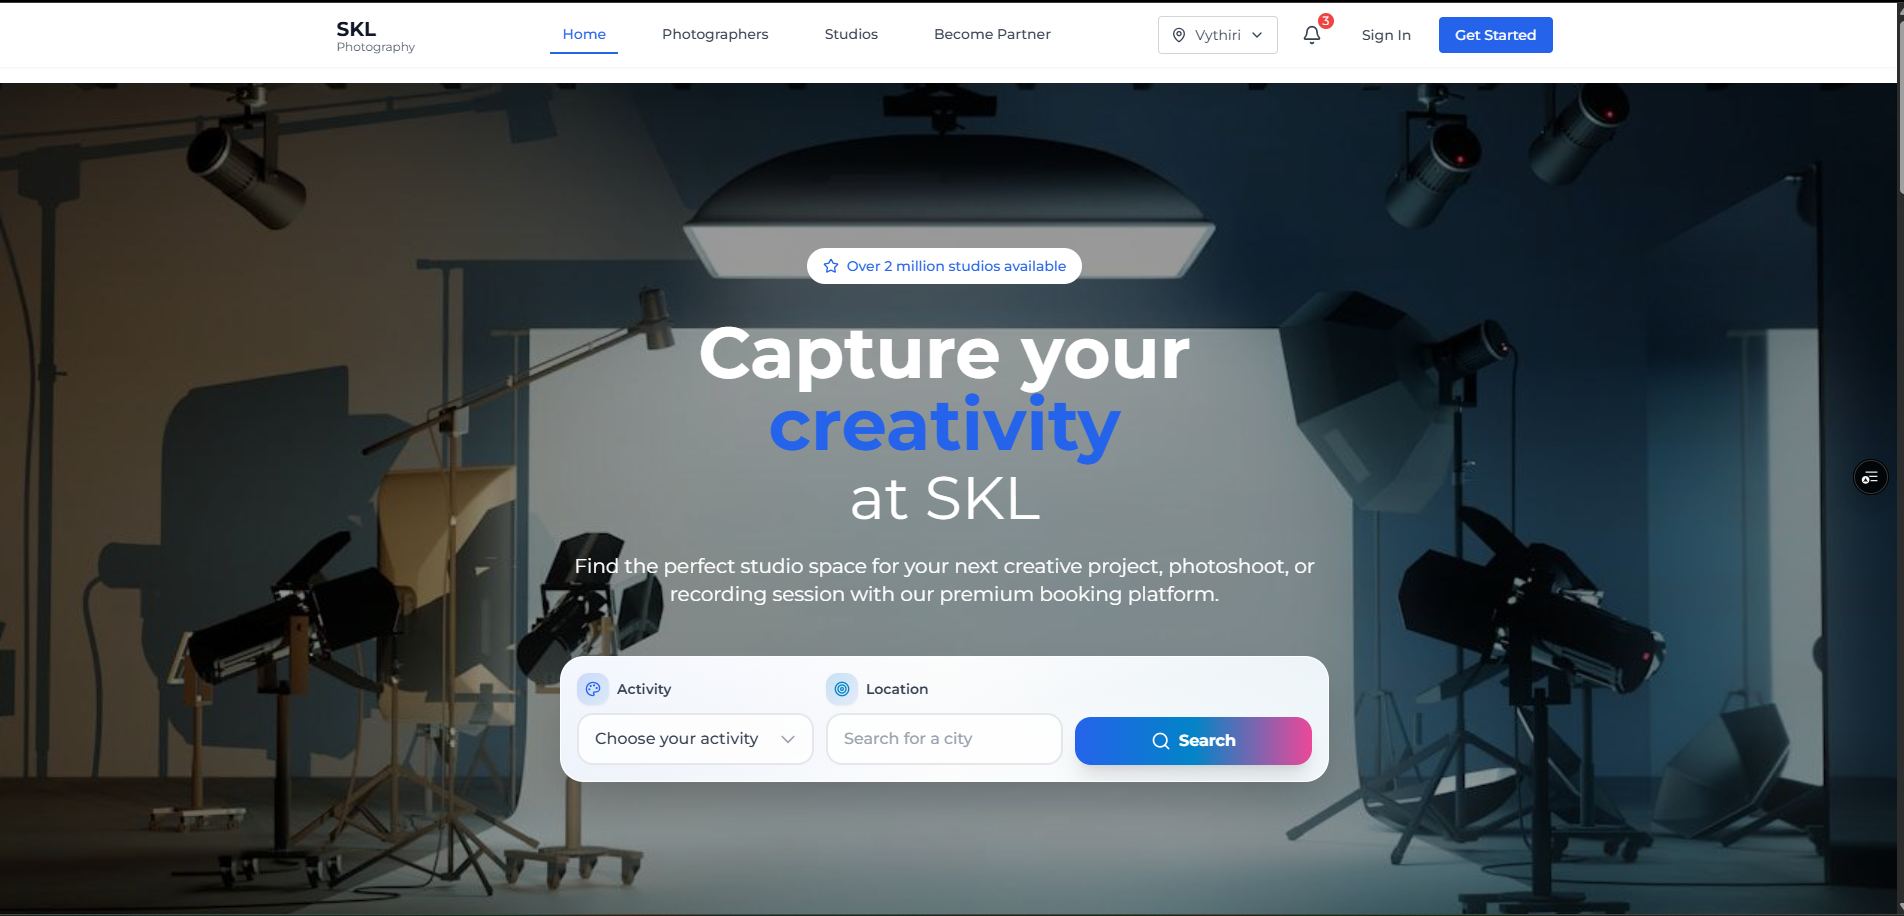 SKL
Photography
Home
Photographers
Studios
Become Partner
Vythiri
3
Sign In
Get Started
Over 2 million studios available
Capture your
creativity
at SKL
Find the perfect studio space for your next creative project, photoshoot, or
recording session with our premium booking platform.
Activity
Location
Choose your activity
Search for a city
Search